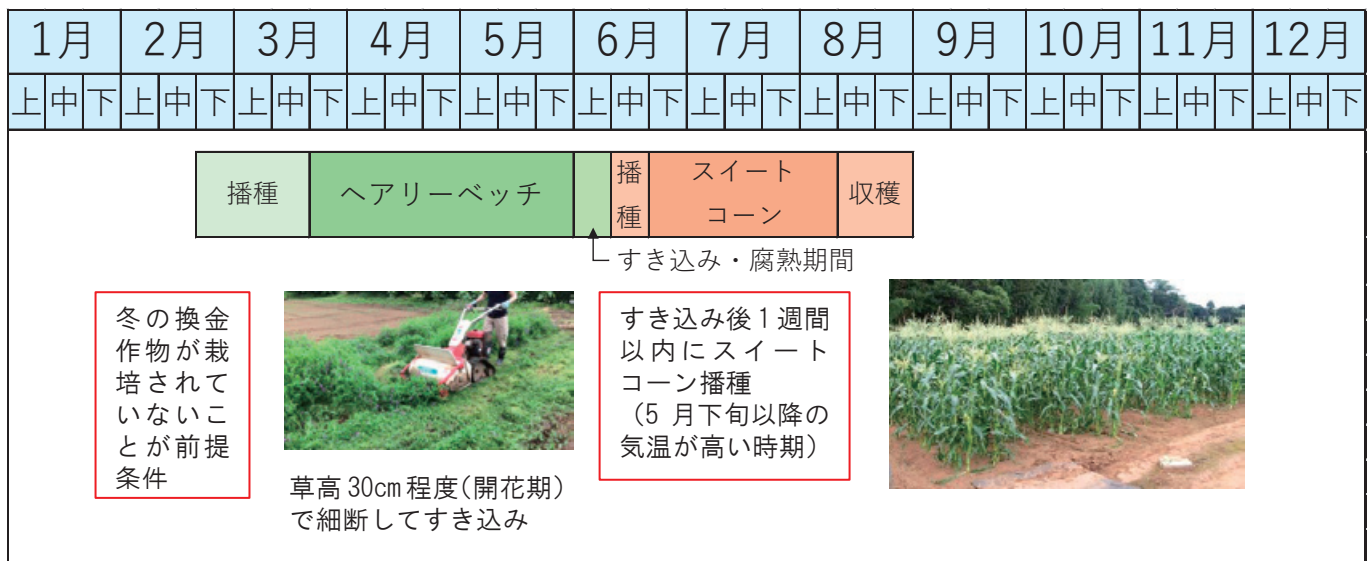 1月 2月 3月 4月 5月 6月 7月 8月 9月 10月 11月 12月
上 中 下 上 中 下 上 中 下 上 中 下 上 中 下 上 中 下 上 中 下 上 中 下 上 中 下 上 中 下 上 中 下 上 中 下
播種
ヘアリーベッチ
播
種
スイート
コーン
収穫
すき込み・腐熟期間
冬の換金
作物が栽
培されて
いないこ
とが前提
条件
草高30cm程度(開花期)
で細断してすき込み
すき込み後1週間
以内にスイート
コーン播種
(5月下旬以降の
気温が高い時期)